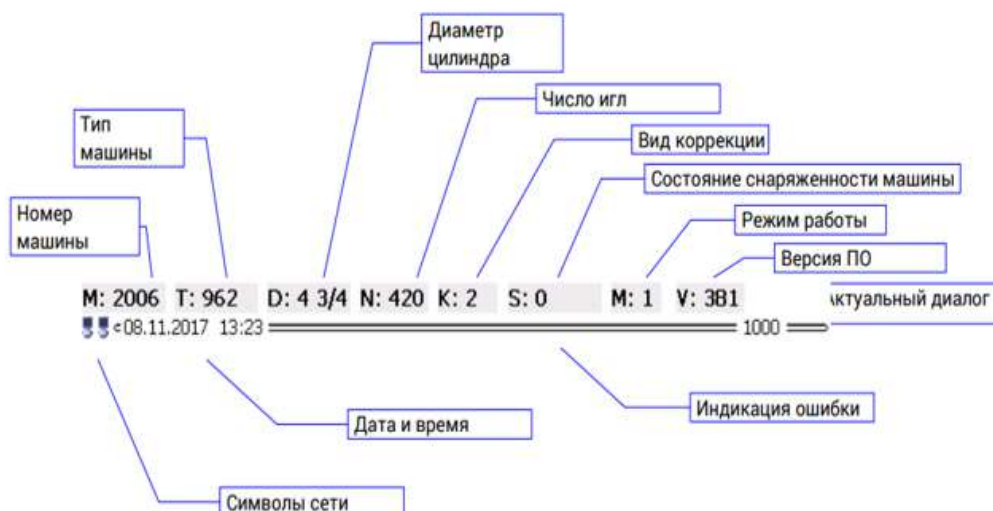 Диаметр
цилиндра
Число игл
Тип
машины
Вид коррекции
Состояние снаряженности машины
Номер
машины
Режим работы
Версия ПО
M: 2006 T: 962 D: 4 3/4 N: 420 K: 2 S: 0 M: 1 V: 3B1
ктуальный диалог
<08.11.2017 13:23 1000
Индикация ошибки
Дата и время
Символы сети